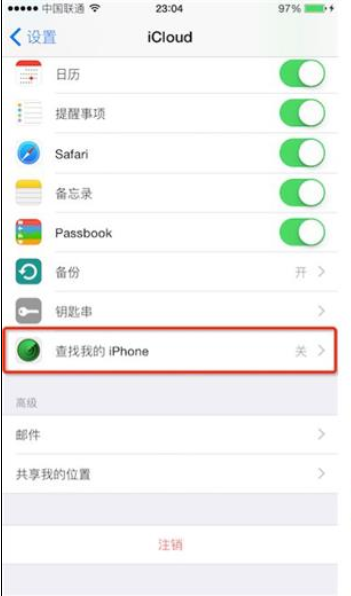 中国联通 23:04 97%
设置 iCloud
日历
提醒事项
Safari
备忘录
Passbook
备份 开
钥匙串
查找我的 iPhone 关
高级
邮件
共享我的位置
注销